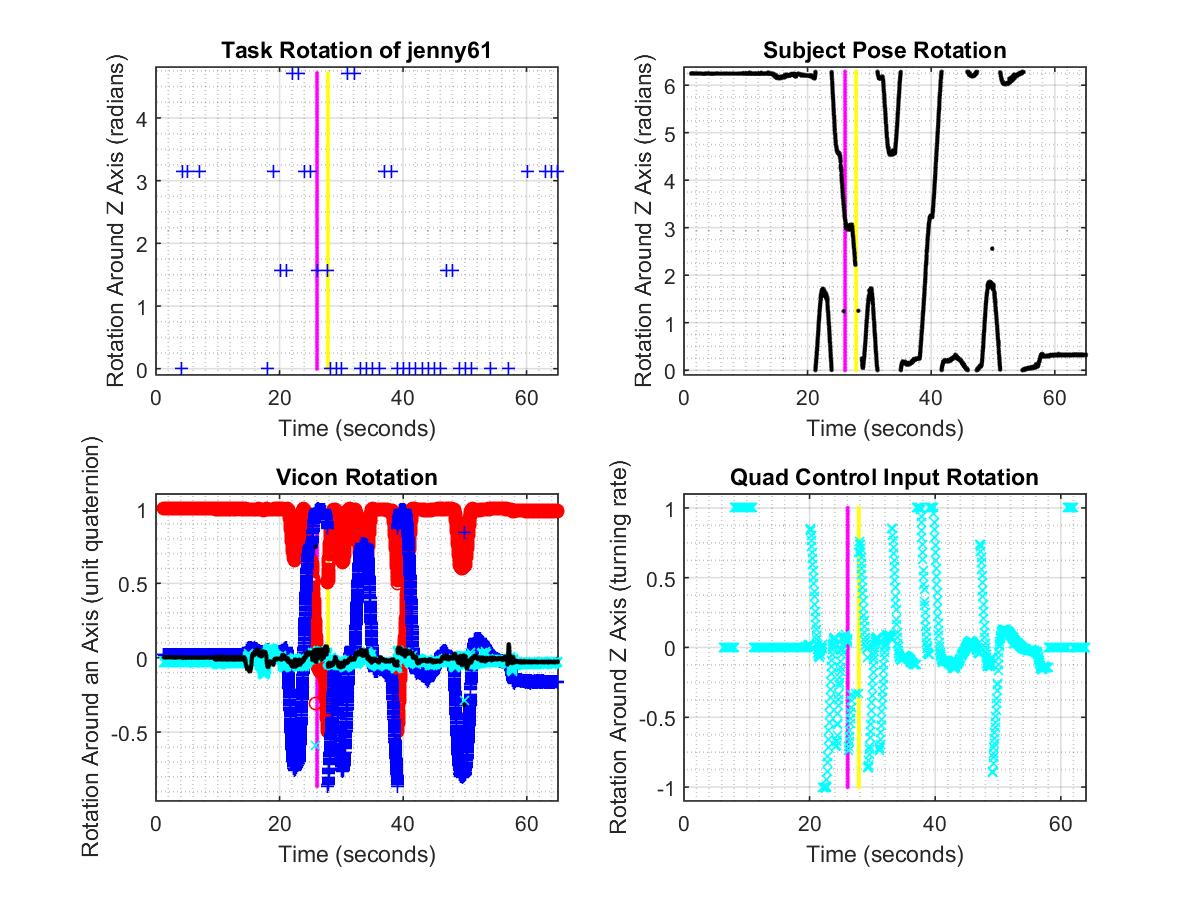 Task Rotation of jenny61
Rotation Around Z Axis (radians)
4
3
2
1
0
0 20 40 60
Time (seconds)
Subject Pose Rotation
Rotation Around Z Axis (radians)
6
5
4
3
2
1
0
0 20 40 60
Time (seconds)
Vicon Rotation
Rotation Around an Axis (unit quaternion)
1
0.5
0
-0.5
0 20 40 60
Time (seconds)
Quad Control Input Rotation
Rotation Around Z Axis (turning rate)
1
0.5
0
-0.5
-1
0 20 40 60
Time (seconds)